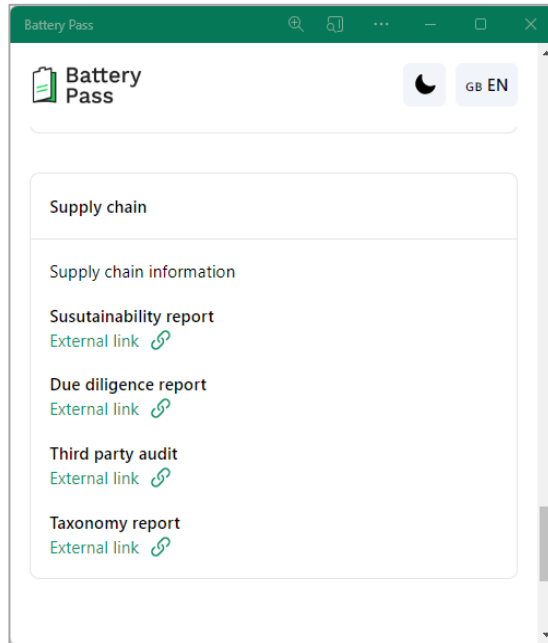 Battery Pass
Battery
Pass
GB EN
Supply chain
Supply chain information
Susutainability report
External link
Due diligence report
External link
Third party audit
External link
Taxonomy report
External link